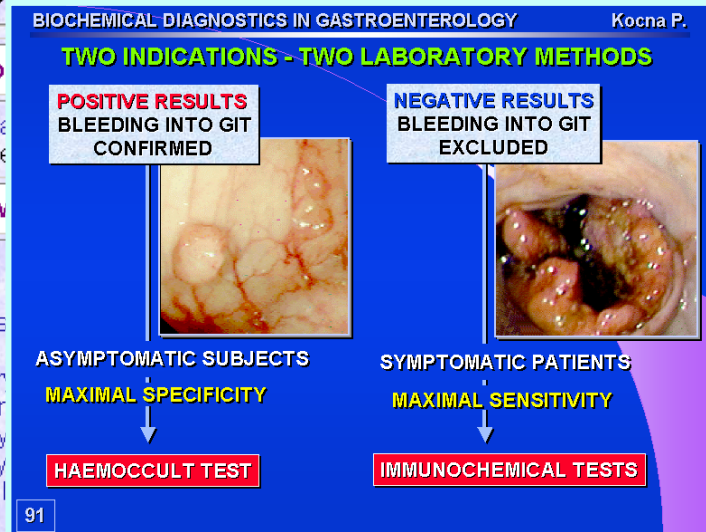 BIOCHEMICAL DIAGNOSTICS IN GASTROENTEROLOGY Kocna P.
TWO INDICATIONS - TWO LABORATORY METHODS
POSITIVE RESULTS
BLEEDING INTO GIT
CONFIRMED
NEGATIVE RESULTS
BLEEDING INTO GIT
EXCLUDED
ASYMPTOMATIC SUBJECTS
MAXIMAL SPECIFICITY
SYMPTOMATIC PATIENTS
MAXIMAL SENSITIVITY
HAEMOCCULT TEST
IMMUNOCHEMICAL TESTS
91